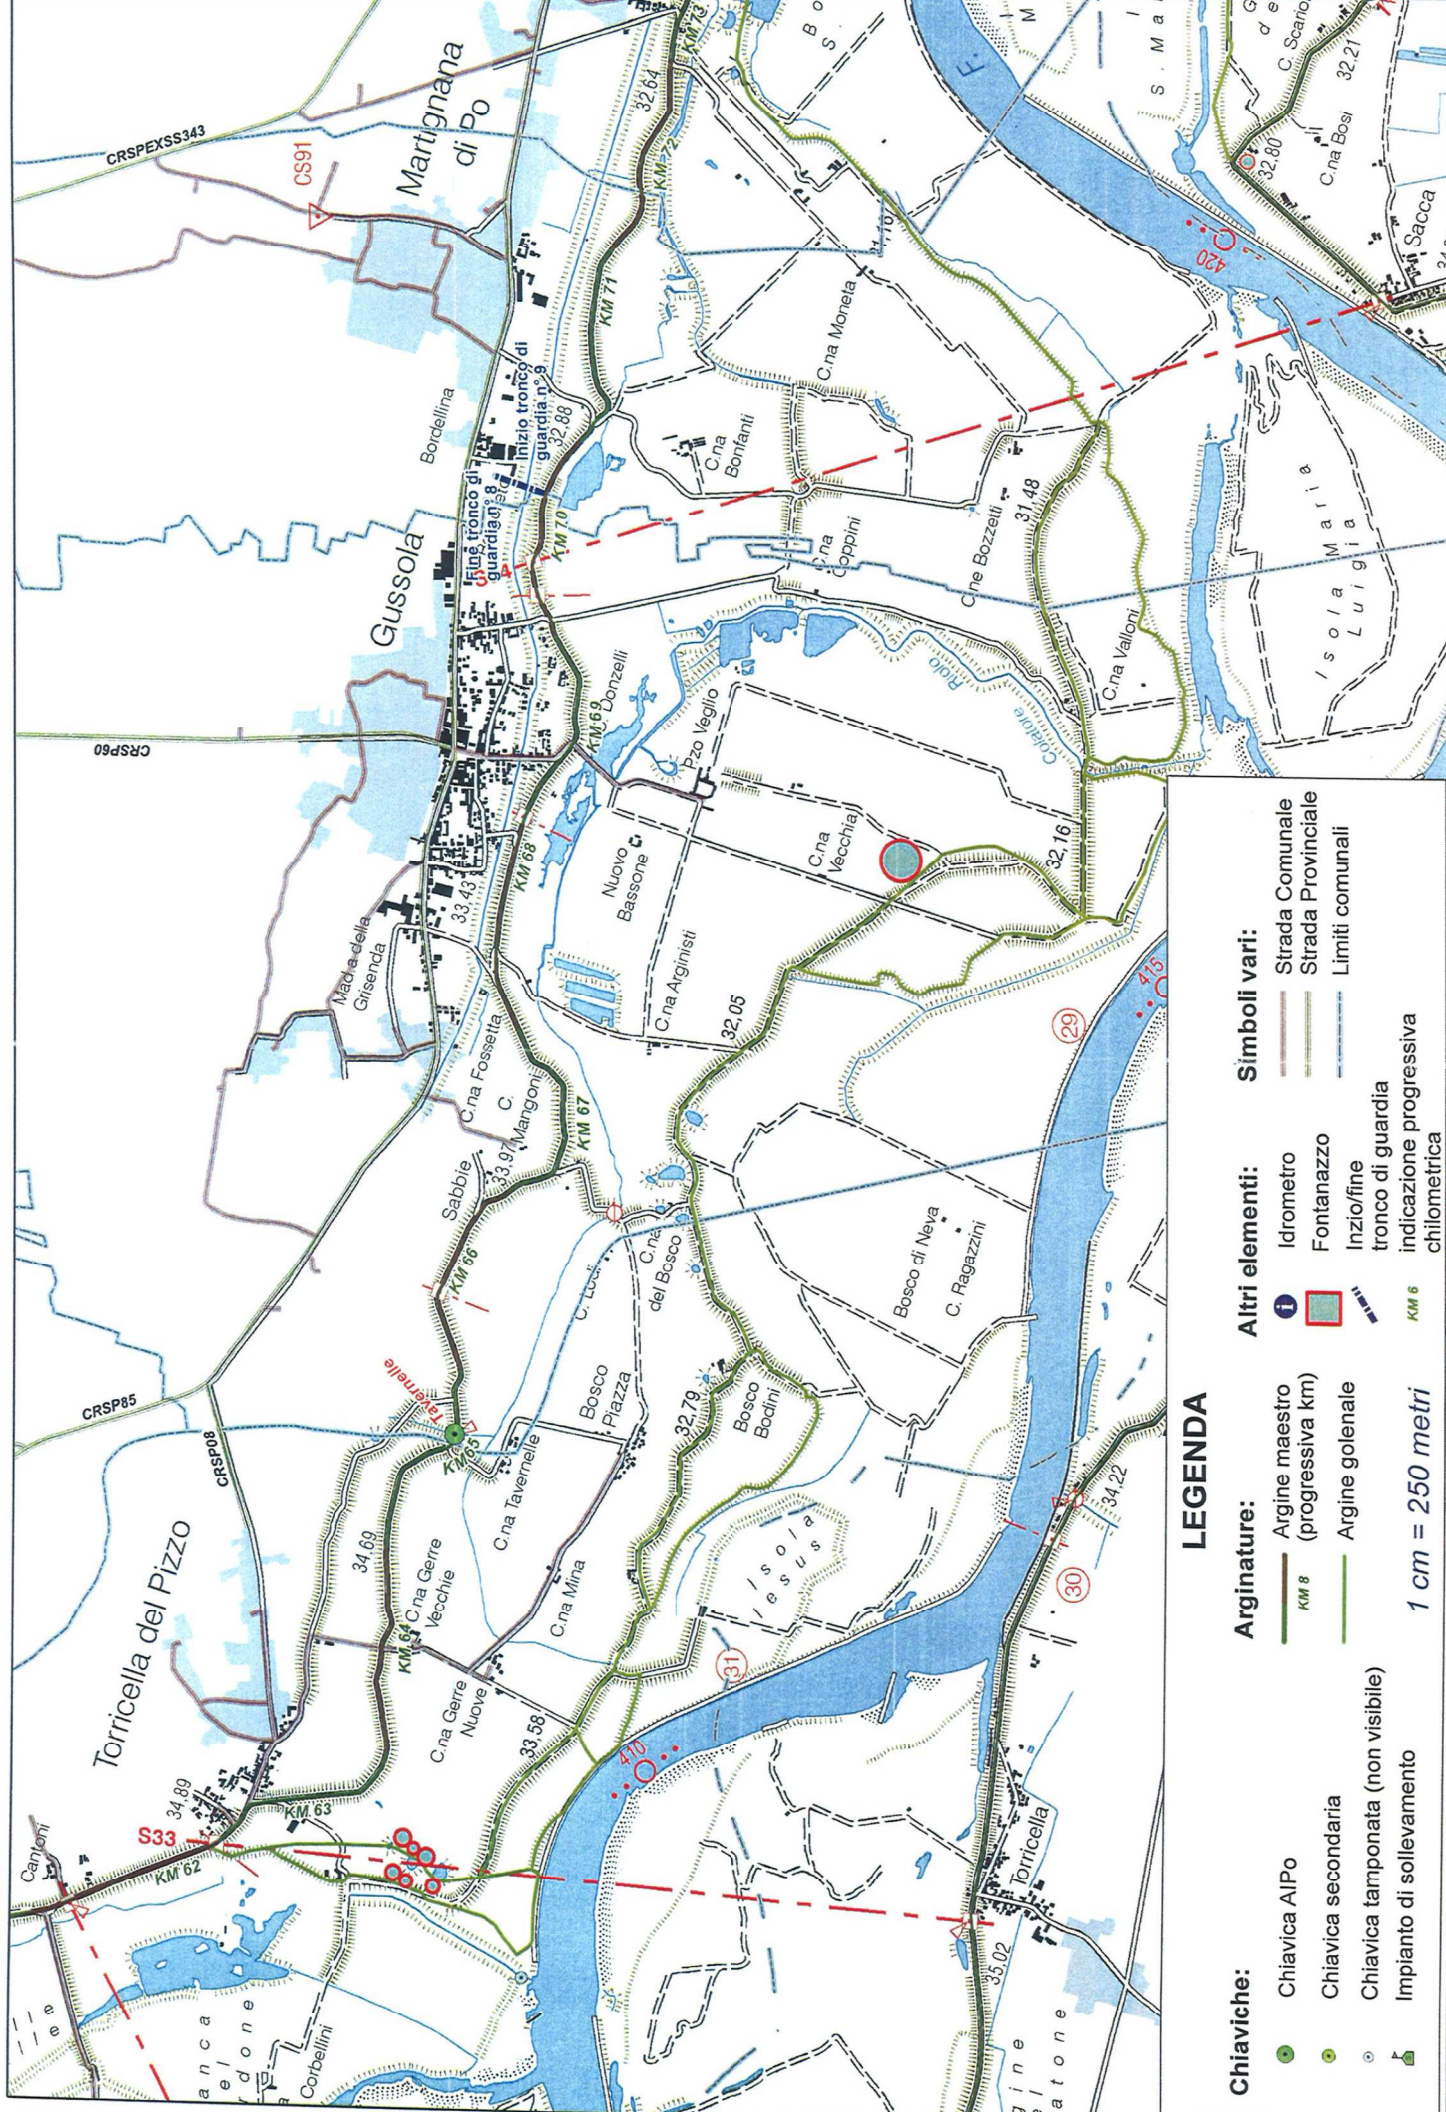 CRSPEXSS343
CS91
Martignana
di Po
KM 73
32,64
KM 72
KM 71
Bordellina
Inizio tronco di
guardia n° 9
32,88
Fine tronco di
guardia n° 8
KM 70
Gussola
CRSP60
C. Donzelli
KM 69
KM 68
33,43
Mad.a della
Grisenda
C.na Fossetta
C.
Mangoni
33,97
KM 67
Sabbie
KM 66
Tavernelle
KM 65
CRSP85
CRSP08
Torricella del Pizzo
34,69
KM 64
C.na Gerre
Vecchie
C.na Gerre
Nuove
34,89
KM 63
S33
KM 62
Cantoni
C.na Moneta
C.na
Bonfanti
C.ne Bozzetti
31,48
C.na Valloni
Riolo
Colatore
Pzo Veglio
Nuovo
Bassone
C.na
Vecchia
32,16
C.na Arginisti
32,05
C.na
del Bosco
Bosco
Piazza
C.na Tavernelle
C.na Mina
32,79
Bosco
Bodini
Bosco di Neva
C. Ragazzini
33,58
Isola
Jesus
Isola Maria
Luigia
F.
420
415
410
29
30
31
C. Scario
32,21
32,80
C.na Bosi
Sacca
34,22
Torricella
35,02
Corbellini
LEGENDA
Chiaviche:
Chiavica AIPo
Chiavica secondaria
Chiavica tamponata (non visibile)
Impianto di sollevamento
Arginature:
Argine maestro
(progressiva km)
KM 8
Argine golenale
1 cm = 250 metri
Altri elementi:
i
Idrometro
Fontanazzo
Inzio/fine
tronco di guardia
KM 6
indicazione progressiva
chilometrica
Simboli vari:
Strada Comunale
Strada Provinciale
Limiti comunali